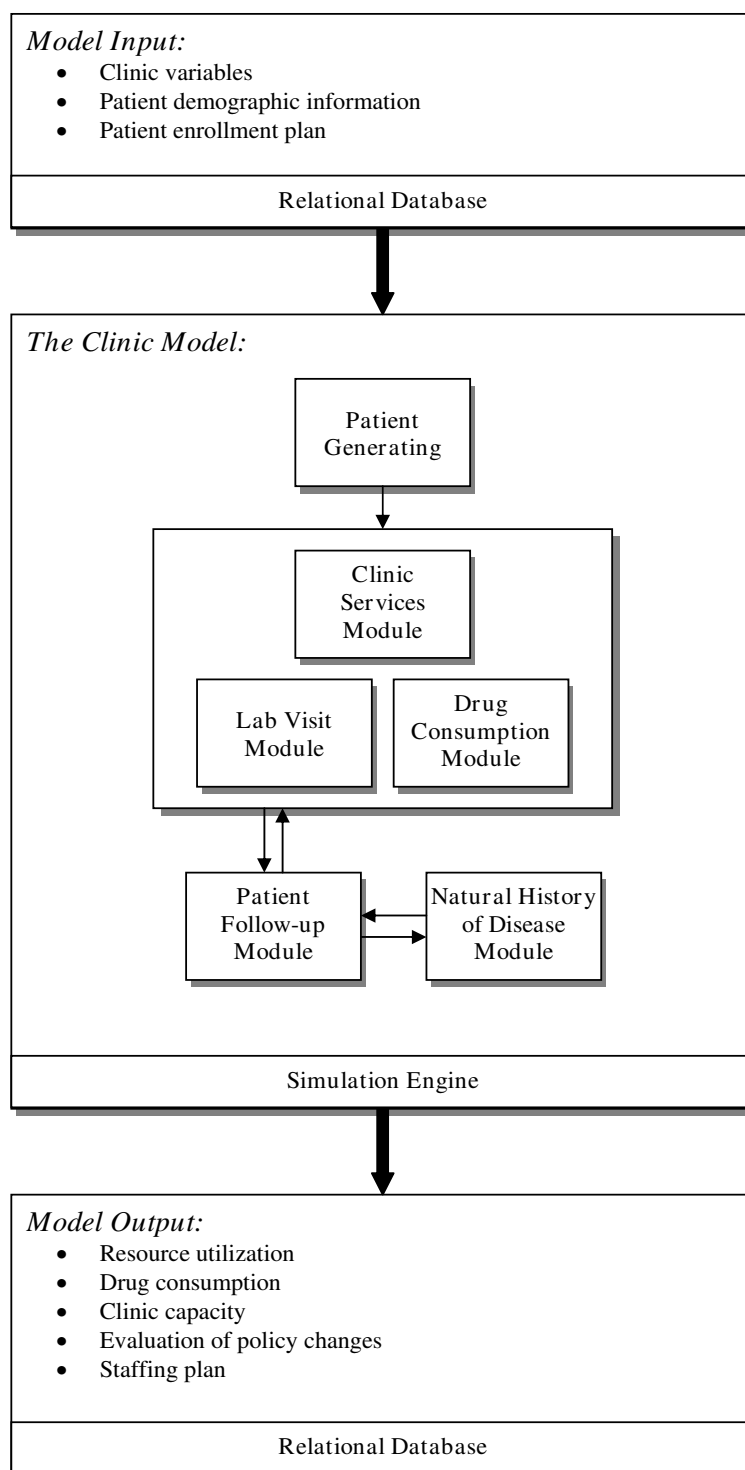 Model Input:
• Clinic variables
• Patient demographic information
• Patient enrollment plan
Relational Database
The Clinic Model:
Patient
Generating
Clinic
Services
Module
Lab Visit
Module
Drug
Consumption
Module
Patient
Follow-up
Module
Natural History
of Disease
Module
Simulation Engine
Model Output:
• Resource utilization
• Drug consumption
• Clinic capacity
• Evaluation of policy changes
• Staffing plan
Relational Database